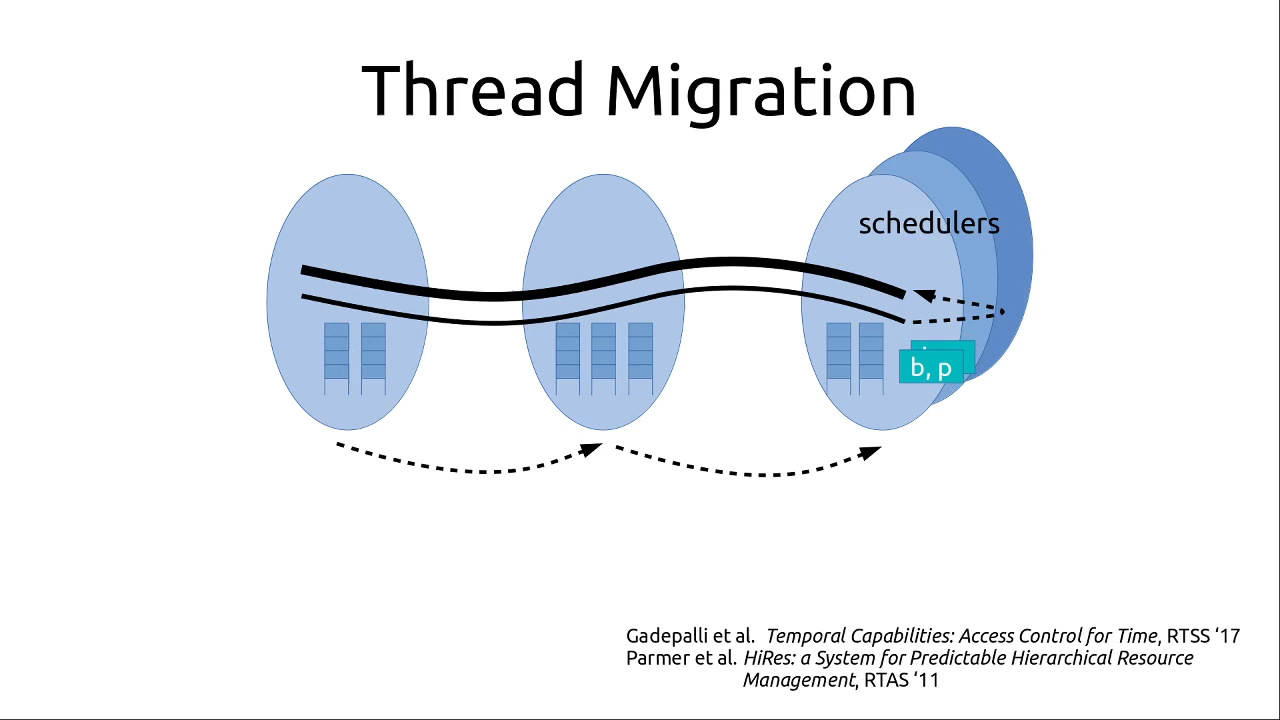 Thread Migration
schedulers
b, p
Gadepalli et al. Temporal Capabilities: Access Control for Time, RTSS ‘17
Parmer et al. HiRes: a System for Predictable Hierarchical Resource
Management, RTAS ‘11